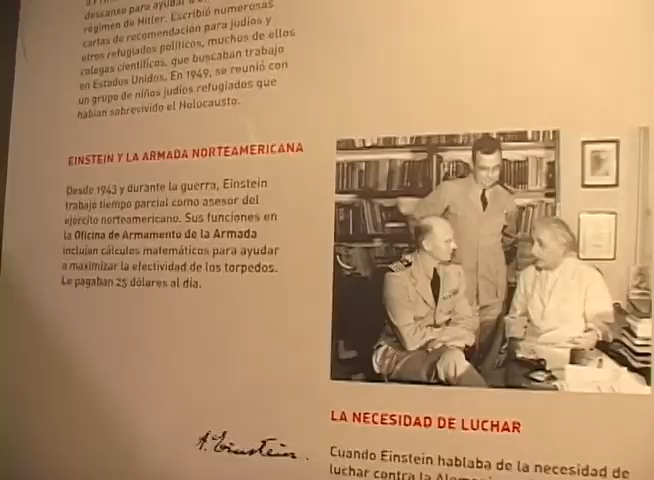 descanso para ayudar a
régimen de Hitler. Escribió numerosas
cartas de recomendación para judíos y
otros refugiados políticos, muchos de ellos
colegas científicos, que buscaban trabajo
en Estados Unidos. En 1949, se reunió con
un grupo de niños judíos refugiados que
habían sobrevivido el Holocausto.
EINSTEIN Y LA ARMADA NORTEAMERICANA
Desde 1943 y durante la guerra, Einstein
trabajó tiempo parcial como asesor del
ejército norteamericano. Sus funciones en
la Oficina de Armamento de la Armada
incluían cálculos matemáticos para ayudar
a maximizar la efectividad de los torpedos.
Le pagaban 25 dólares al día.
A. Einstein.
LA NECESIDAD DE LUCHAR
Cuando Einstein hablaba de la necesidad de
luchar contra la